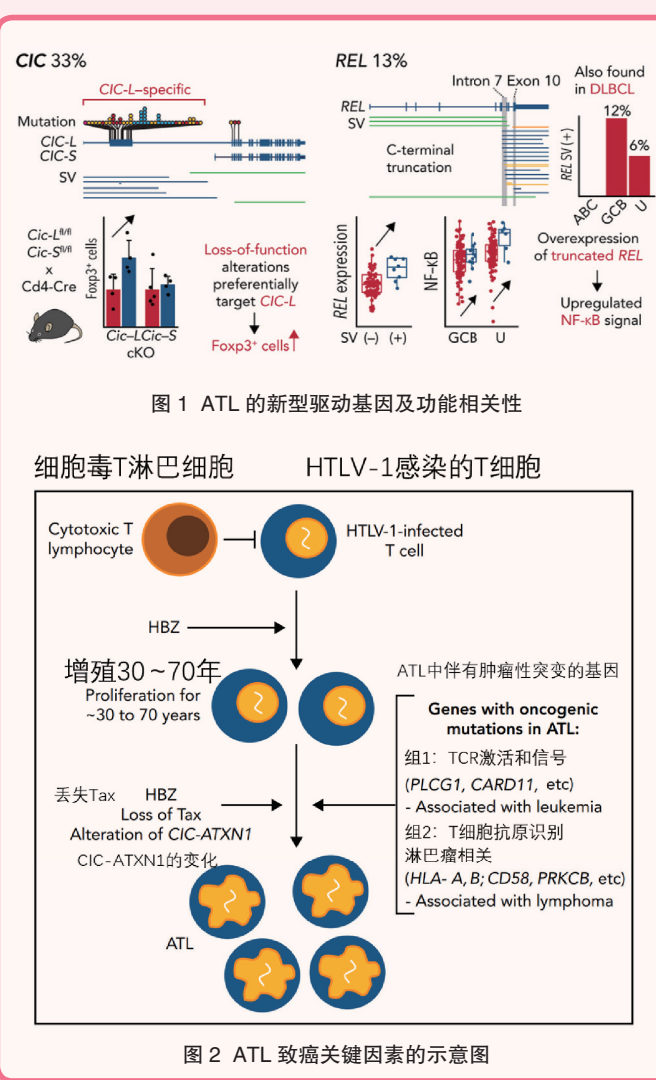 CIC 33%
CIC-L–specific
Mutation
CIC-L
CIC-S
SV
Cic-L^fl/fl
Cic-S^fl/fl
x
Cd4-Cre
Foxp3⁺ cells
Cic–L Cic–S
cKO
Loss-of-function
alterations
preferentially
target CIC-L
Foxp3⁺ cells
REL 13%
Intron 7 Exon 10
REL
SV
C-terminal
truncation
Also found
in DLBCL
12%
6%
REL SV (+)
ABC
GCB
U
REL expression
SV (–) (+)
NF-κB
GCB U
Overexpression
of truncated REL
Upregulated
NF-κB signal
图 1 ATL 的新型驱动基因及功能相关性
细胞毒T淋巴细胞 HTLV-1感染的T细胞
Cytotoxic T
lymphocyte
HTLV-1-infected
T cell
HBZ
增殖30～70年
Proliferation for
~30 to 70 years
ATL中伴有肿瘤性突变的基因
Genes with oncogenic
mutations in ATL:
组1：TCR激活和信号
(PLCG1, CARD11, etc)
- Associated with leukemia
组2：T细胞抗原识别
淋巴瘤相关
(HLA- A, B; CD58, PRKCB, etc)
- Associated with lymphoma
丢失Tax HBZ
Loss of Tax
Alteration of CIC-ATXN1
CIC-ATXN1的变化
ATL
图 2 ATL 致癌关键因素的示意图